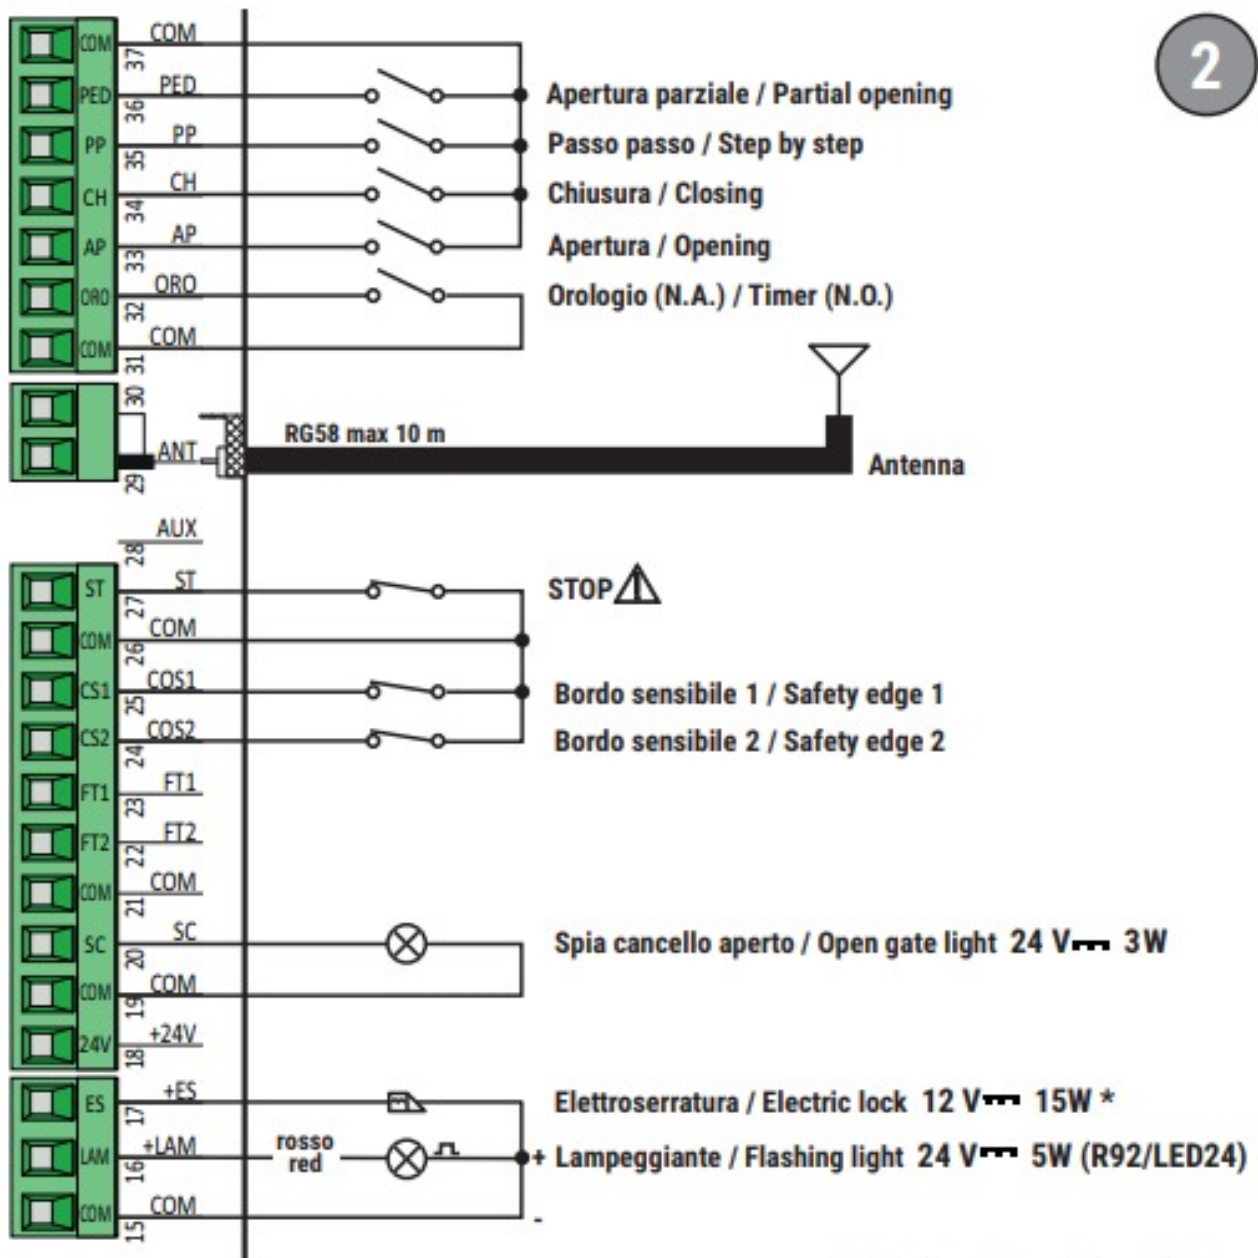 2
COM 37 COM
PED 36 PED Apertura parziale / Partial opening
PP 35 PP Passo passo / Step by step
CH 34 CH Chiusura / Closing
AP 33 AP Apertura / Opening
ORO 32 ORO Orologio (N.A.) / Timer (N.O.)
COM 31 COM
30
RG58 max 10 m
ANT 29 Antenna
AUX 28
ST 27 ST STOP
COM 26 COM
CS1 25 COS1 Bordo sensibile 1 / Safety edge 1
CS2 24 COS2 Bordo sensibile 2 / Safety edge 2
FT1 23 FT1
FT2 22 FT2
COM 21 COM
SC 20 SC Spia cancello aperto / Open gate light 24 V 3W
COM 19 COM
24V 18 +24V
ES 17 +ES Elettroserratura / Electric lock 12 V 15W *
LAM 16 +LAM rosso red + Lampeggiante / Flashing light 24 V 5W (R92/LED24)
COM 15 COM -